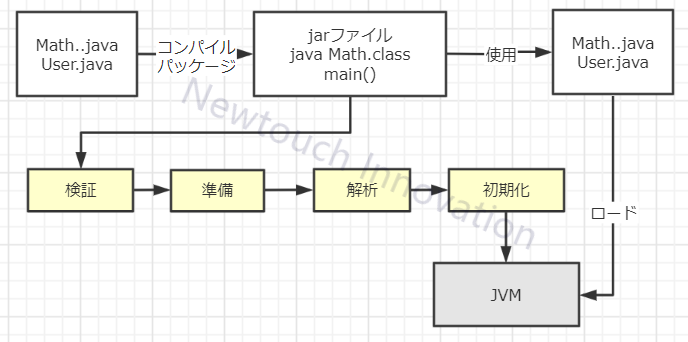 Math..java
User.java
コンパイル
パッケージ
jarファイル
java Math.class
main()
使用
Math..java
User.java
検証
準備
解析
初期化
ロード
JVM
Newtouch Innovation